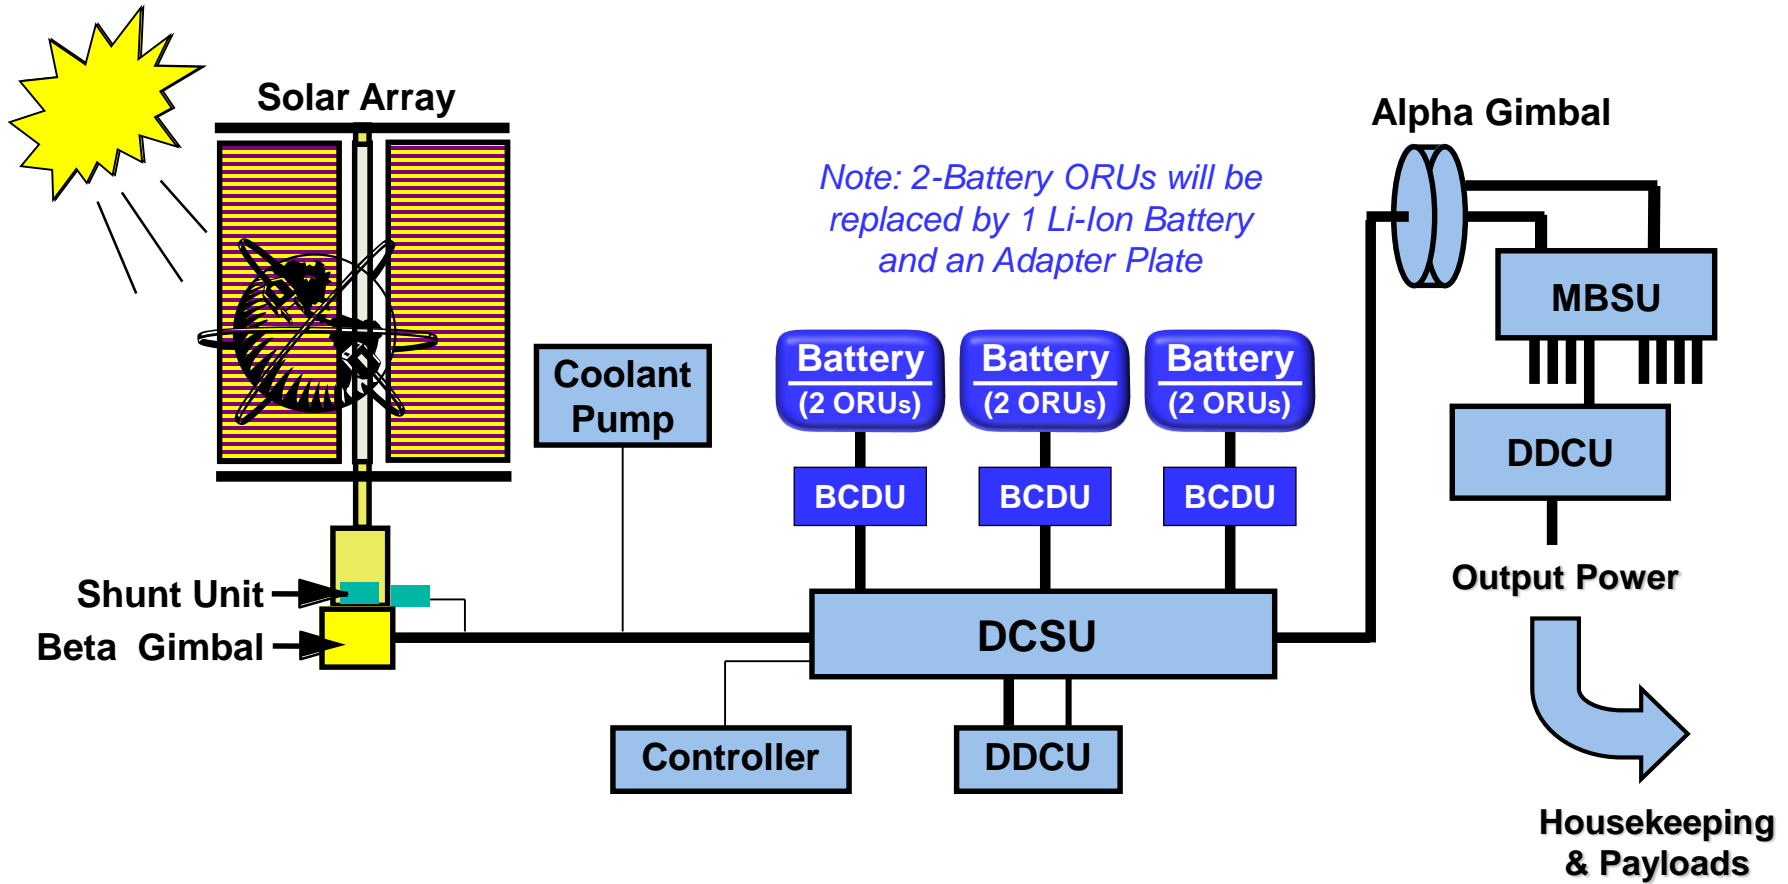 Solar Array
Alpha Gimbal
Note: 2-Battery ORUs will be
replaced by 1 Li-Ion Battery
and an Adapter Plate
MBSU
Coolant
Pump
Battery
(2 ORUs)
Battery
(2 ORUs)
Battery
(2 ORUs)
BCDU
BCDU
BCDU
DDCU
Shunt Unit
Beta Gimbal
DCSU
Output Power
Controller
DDCU
Housekeeping
& Payloads